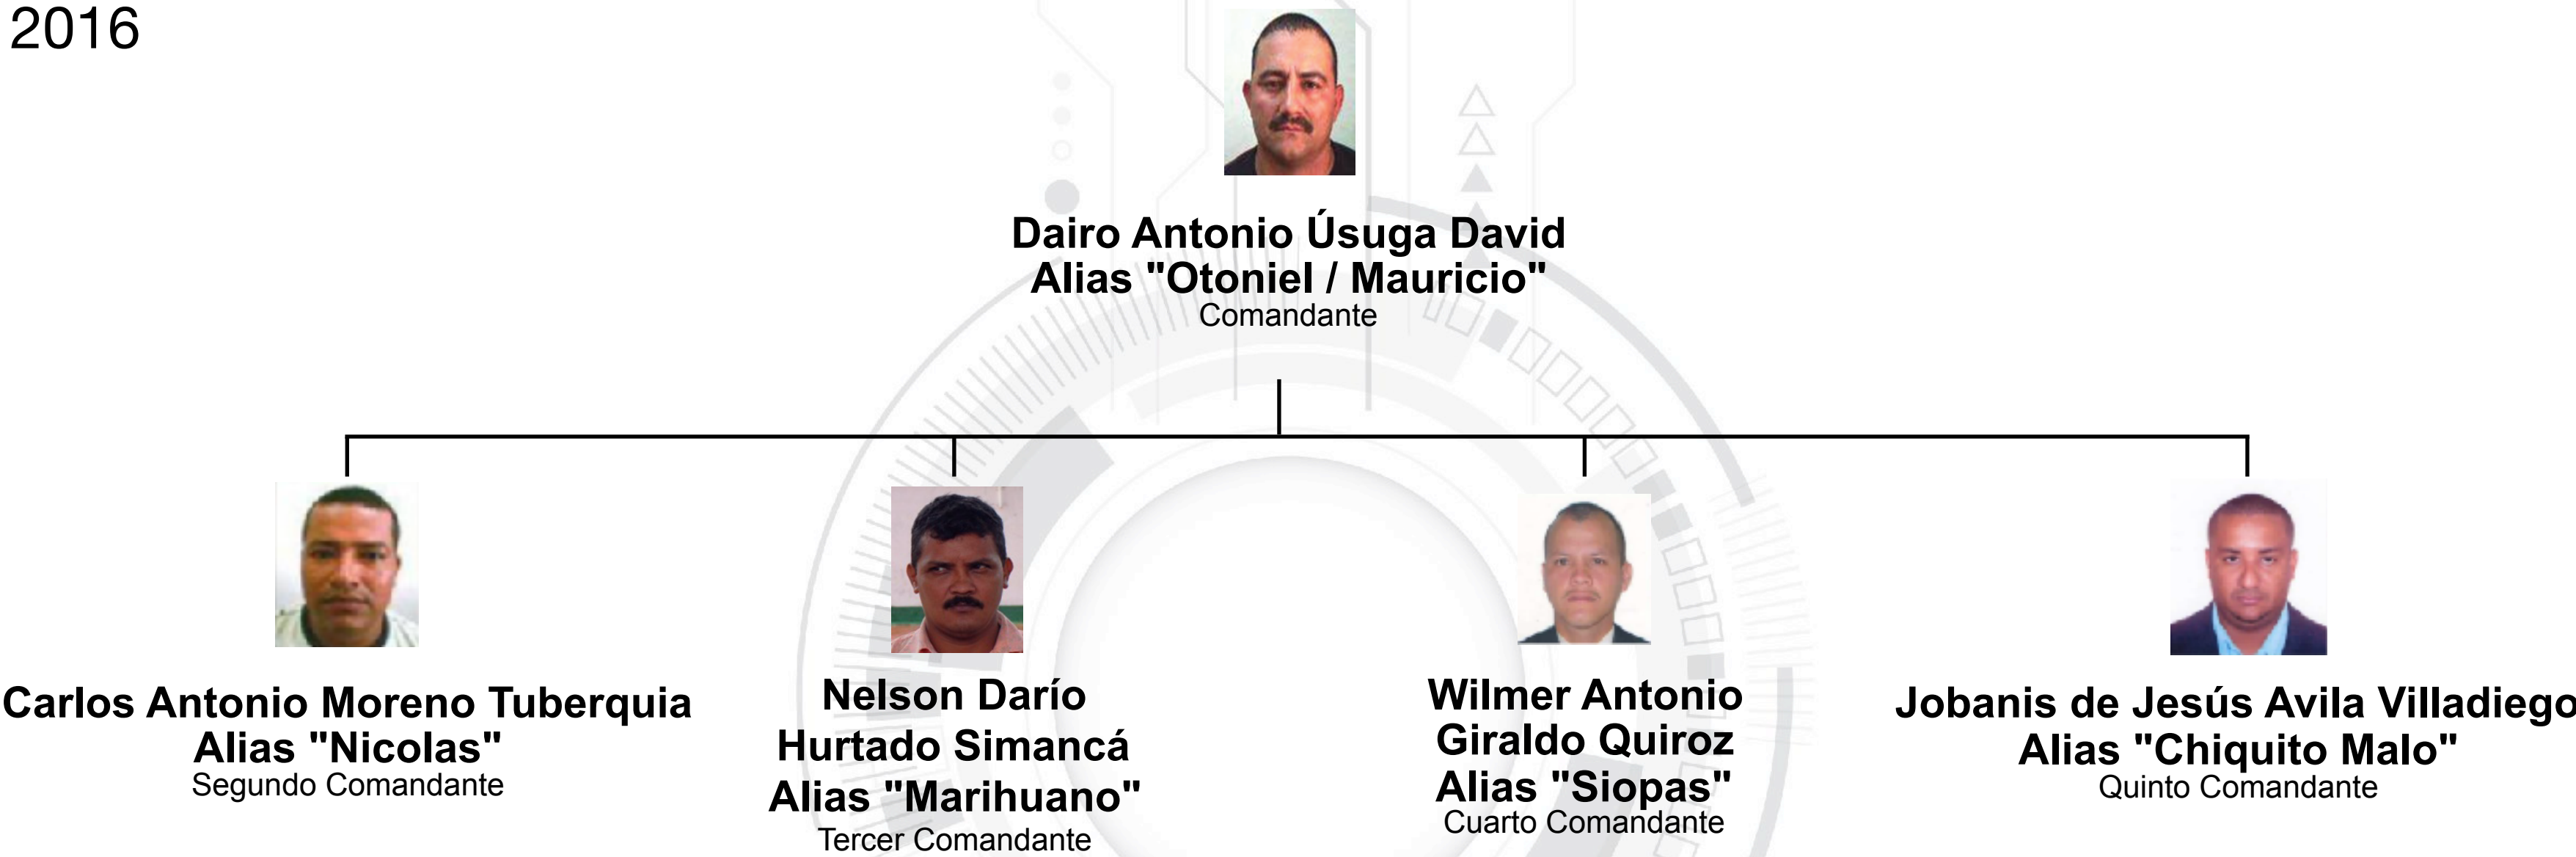 2016
Dairo Antonio Úsuga David
Alias "Otoniel / Mauricio"
Comandante
Carlos Antonio Moreno Tuberquia
Alias "Nicolas"
Segundo Comandante
Nelson Darío
Hurtado Simancá
Alias "Marihuano"
Tercer Comandante
Wilmer Antonio
Giraldo Quiroz
Alias "Siopas"
Cuarto Comandante
Jobanis de Jesús Avila Villadiego
Alias "Chiquito Malo"
Quinto Comandante